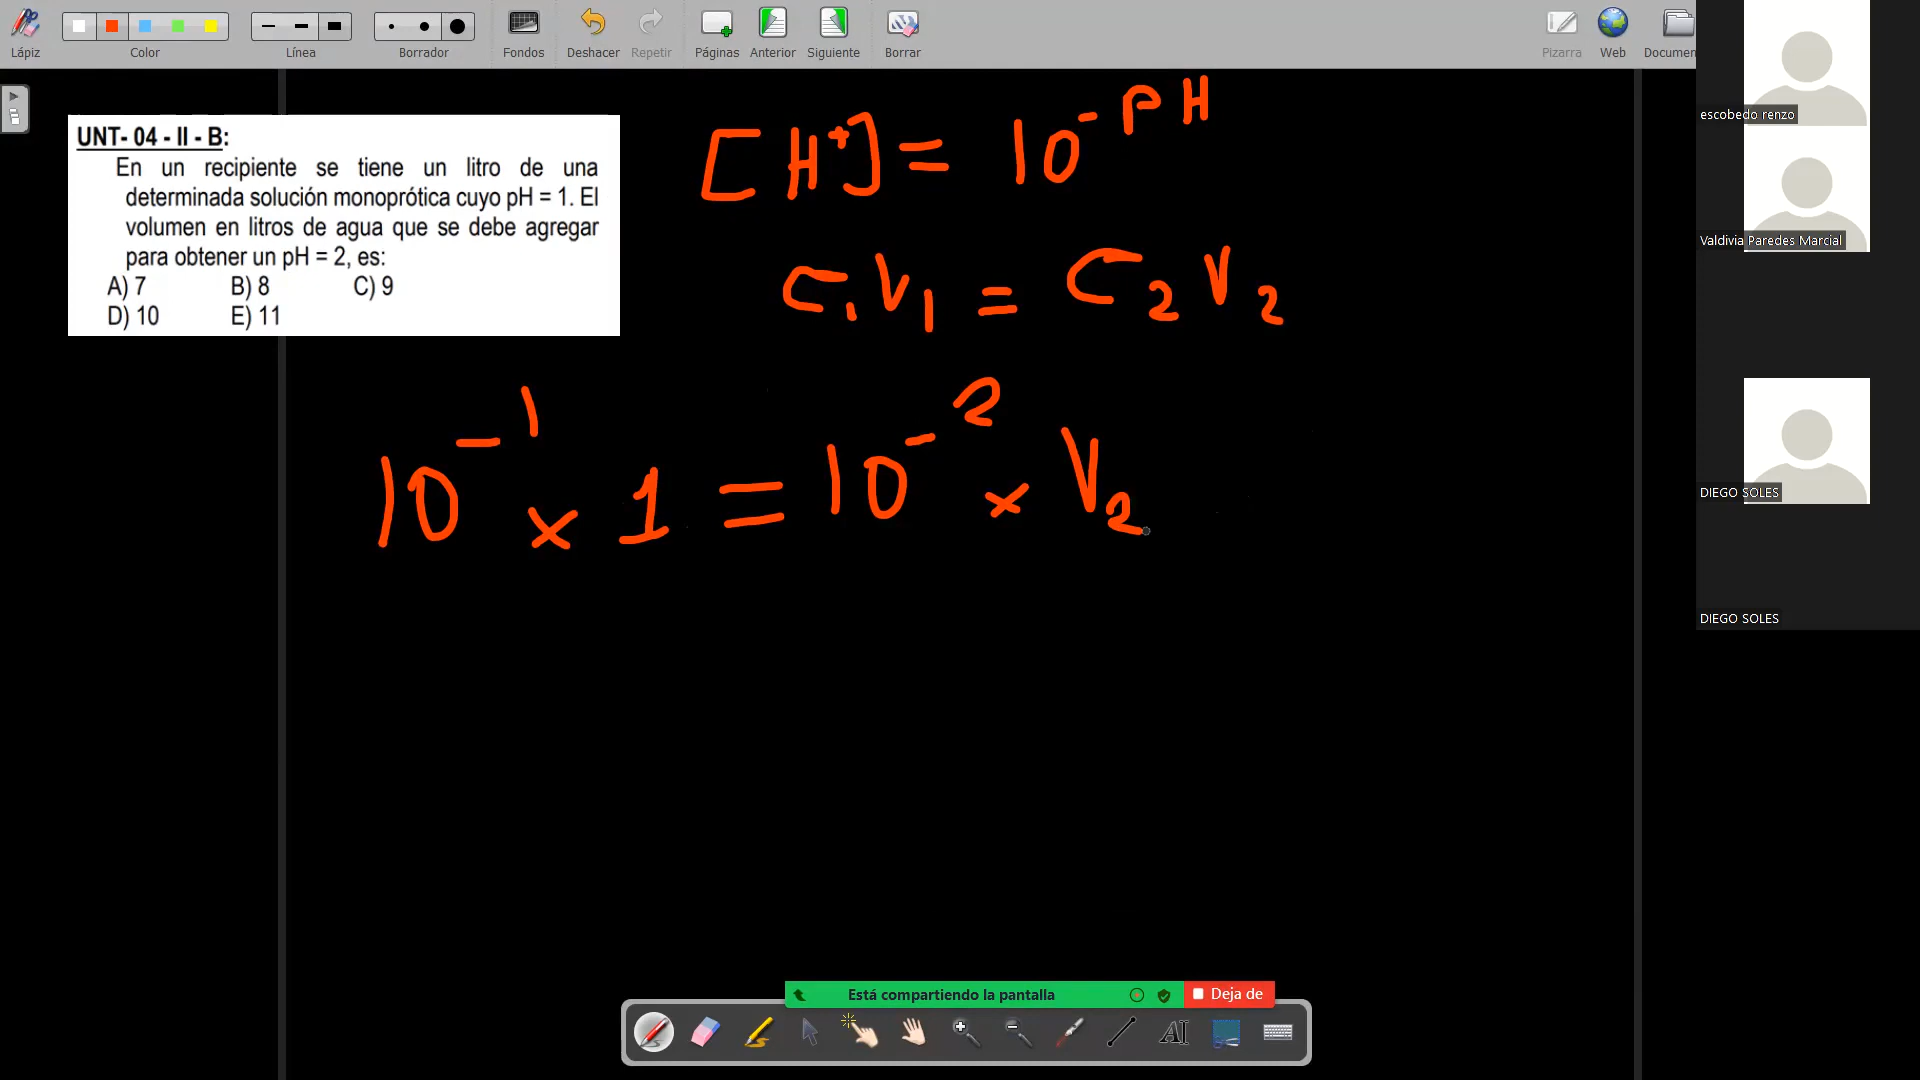 Lápiz
Color
Línea
Borrador
Fondos
Deshacer
Repetir
Páginas
Anterior
Siguiente
Borrar
Pizarra
Web
Documen
UNT- 04 - II - B:
En un recipiente se tiene un litro de una
determinada solución monoprótica cuyo pH = 1. El
volumen en litros de agua que se debe agregar
para obtener un pH = 2, es:
A) 7 B) 8 C) 9
D) 10 E) 11
[H⁺] = 10^-PH
C₁V₁ = C₂V₂
10⁻¹ × 1 = 10⁻² × V₂
escobedo renzo
Valdivia Paredes Marcial
DIEGO SOLES
DIEGO SOLES
Está compartiendo la pantalla
Deja de
AI